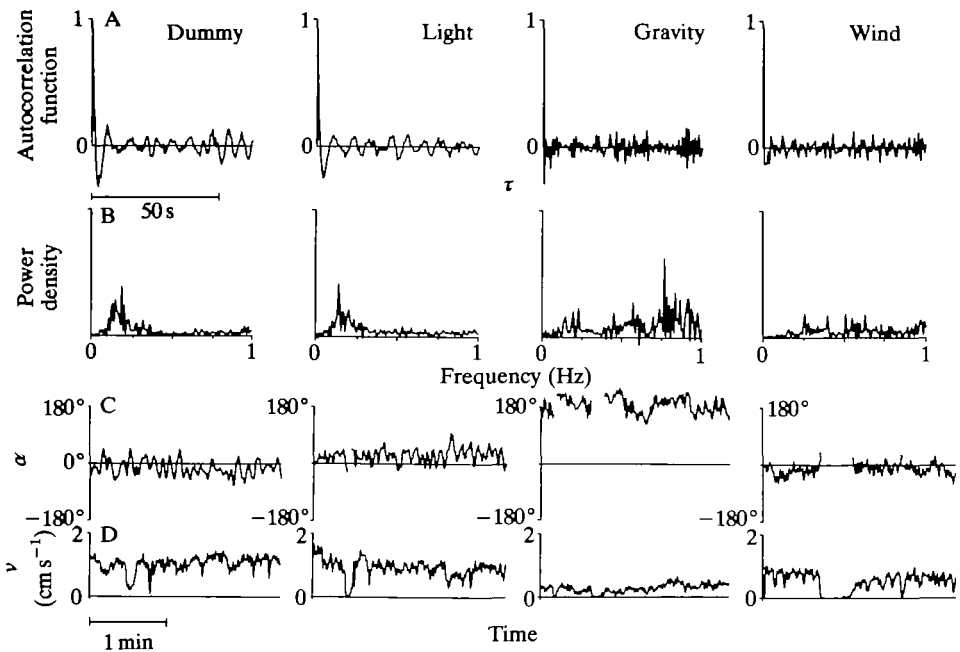 A
Dummy
Light
Gravity
Wind
Autocorrelation
function
1
0
1
0
1
0
1
0
τ
50 s
B
Power
density
0
1
0
1
0
1
0
1
Frequency (Hz)
C
α
180°
0°
−180°
180°
−180°
180°
−180°
180°
−180°
D
v
(cm s⁻¹)
2
0
2
0
2
0
2
0
1 min
Time